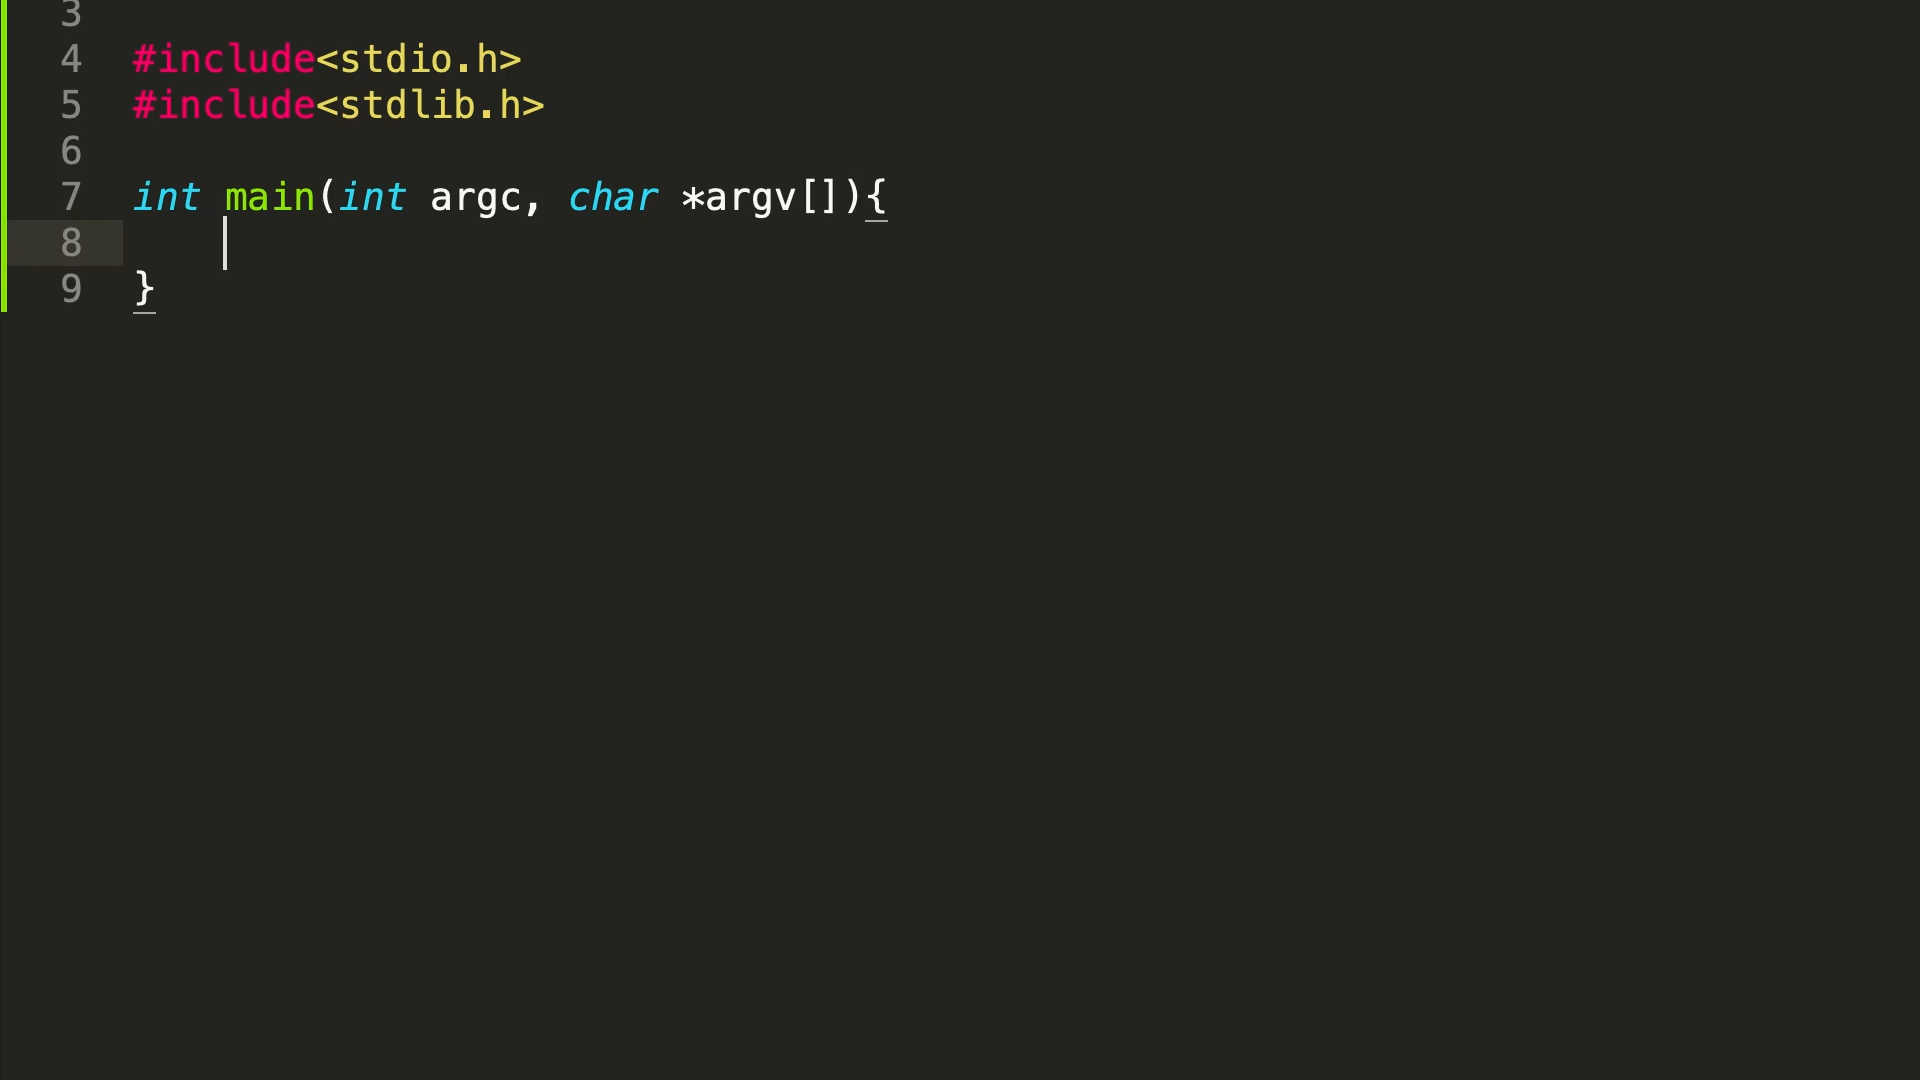 3
4 #include<stdio.h>
5 #include<stdlib.h>
6
7 int main(int argc, char *argv[]){
8
9 }